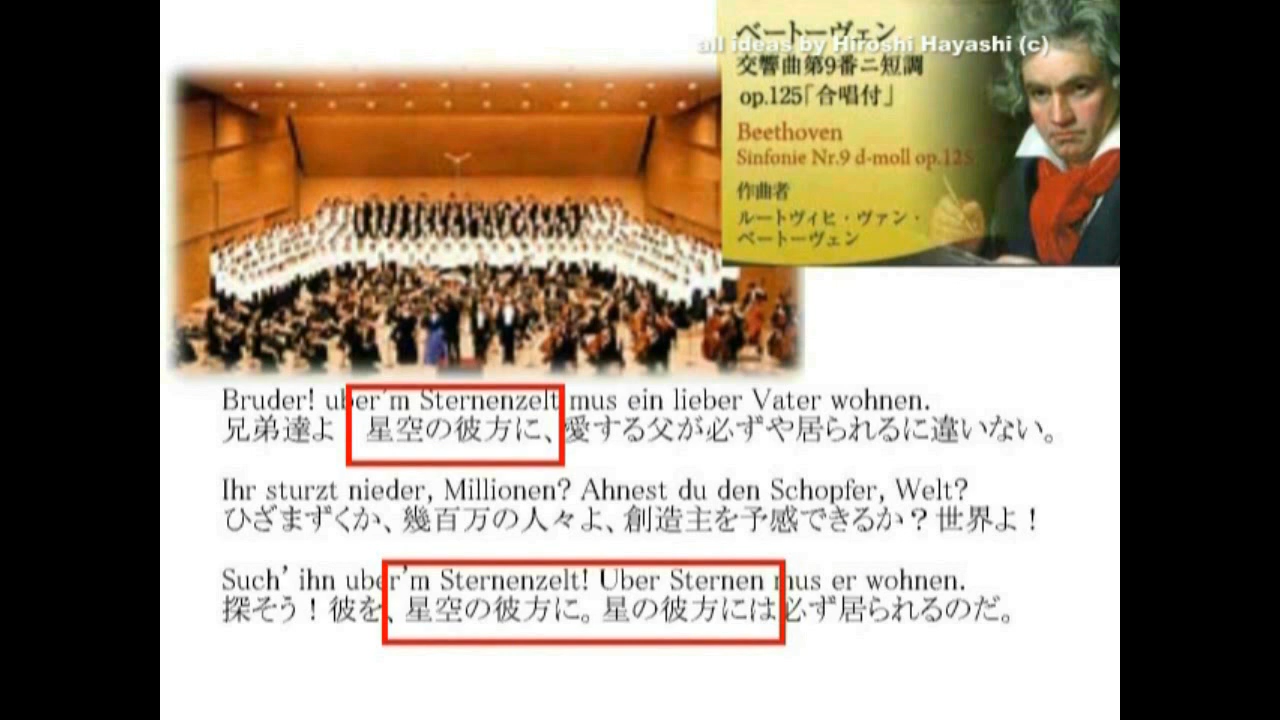 all ideas by Hiroshi Hayashi (c)
ベートーヴェン
交響曲第9番ニ短調
op.125「合唱付」
Beethoven
Sinfonie Nr.9 d-moll op.125
作曲者
ルートヴィヒ・ヴァン・
ベートーヴェン
Bruder! uber'm Sternenzelt mus ein lieber Vater wohnen.
兄弟達よ 星空の彼方に、愛する父が必ずや居られるに違いない。
Ihr sturzt nieder, Millionen? Ahnest du den Schopfer, Welt?
ひざまずくか、幾百万の人々よ、創造主を予感できるか?世界よ!
Such' ihn uber'm Sternenzelt! Uber Sternen mus er wohnen.
探そう!彼を、星空の彼方に。星の彼方には必ず居られるのだ。